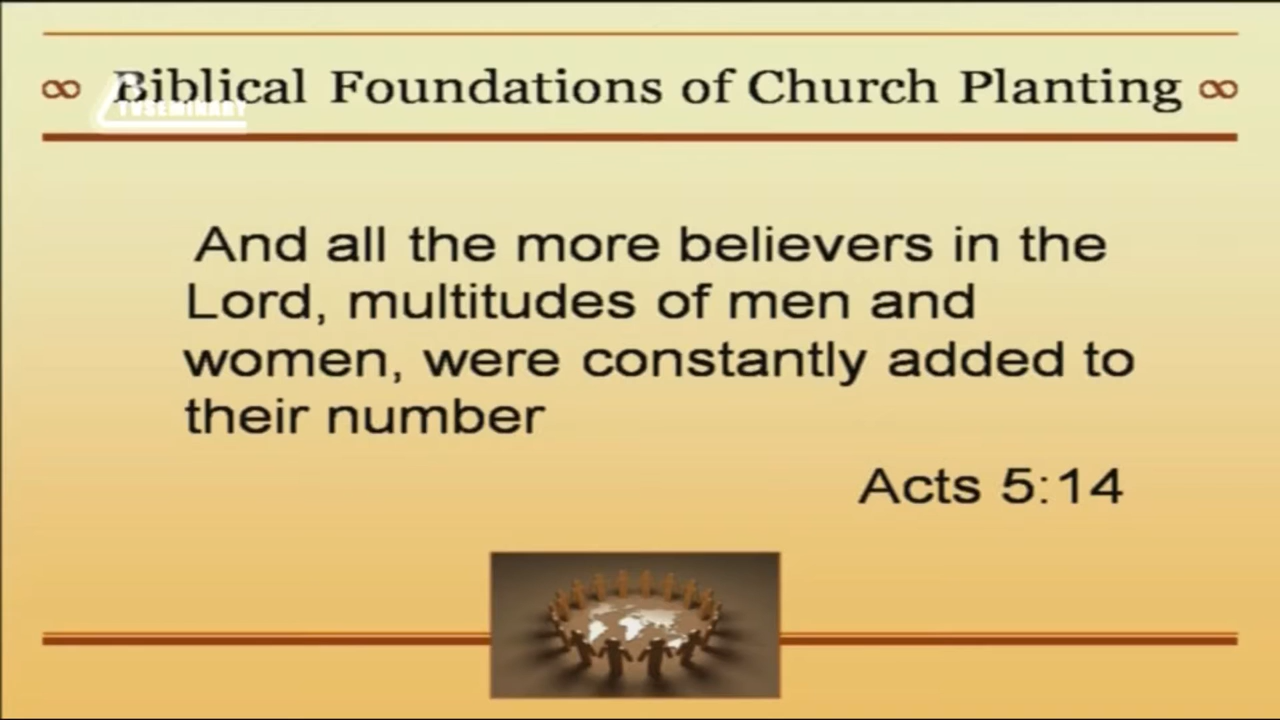 ∞ Biblical Foundations of Church Planting ∞
TVSEMINARY
And all the more believers in the
Lord, multitudes of men and
women, were constantly added to
their number
Acts 5:14